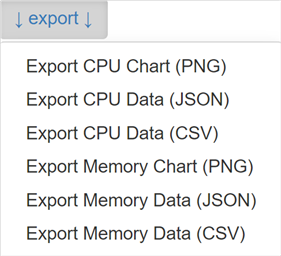 ↓ export ↓
Export CPU Chart (PNG)
Export CPU Data (JSON)
Export CPU Data (CSV)
Export Memory Chart (PNG)
Export Memory Data (JSON)
Export Memory Data (CSV)